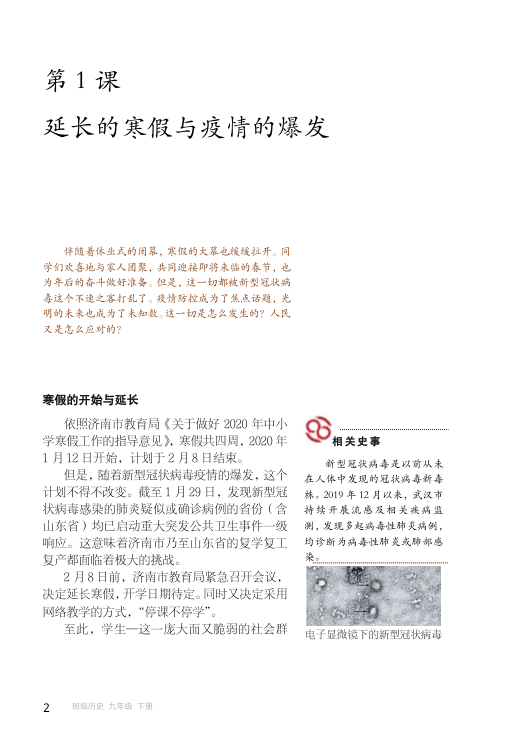 第 1 课
延长的寒假与疫情的爆发
伴随着休业式的闭幕，寒假的大幕也缓缓拉开。同
学们欢喜地与家人团聚，共同迎接即将来临的春节，也
为年后的奋斗做好准备。但是，这一切都被新型冠状病
毒这个不速之客打乱了。疫情防控成为了焦点话题，光
明的未来也成为了未知数。这一切是怎么发生的？人民
又是怎么应对的？
寒假的开始与延长
依照济南市教育局《关于做好 2020 年中小
学寒假工作的指导意见》，寒假共四周，2020 年
1 月 12 日开始，计划于 2 月 8 日结束。
但是，随着新型冠状病毒疫情的爆发，这个
计划不得不改变。截至 1 月 29 日，发现新型冠
状病毒感染的肺炎疑似或确诊病例的省份（含
山东省）均已启动重大突发公共卫生事件一级
响应。这意味着济南市乃至山东省的复学复工
复产都面临着极大的挑战。
2 月 8 日前，济南市教育局紧急召开会议，
决定延长寒假，开学日期待定。同时又决定采用
网络教学的方式，“停课不停学”。
至此，学生—这一庞大而又脆弱的社会群
相关史事
新型冠状病毒是以前从未
在人体中发现的冠状病毒新毒
株。2019 年 12 月以来，武汉市
持续开展流感及相关疾病监
测，发现多起病毒性肺炎病例，
均诊断为病毒性肺炎或肺部感
染。
电子显微镜下的新型冠状病毒
2 班级历史 九年级 下册